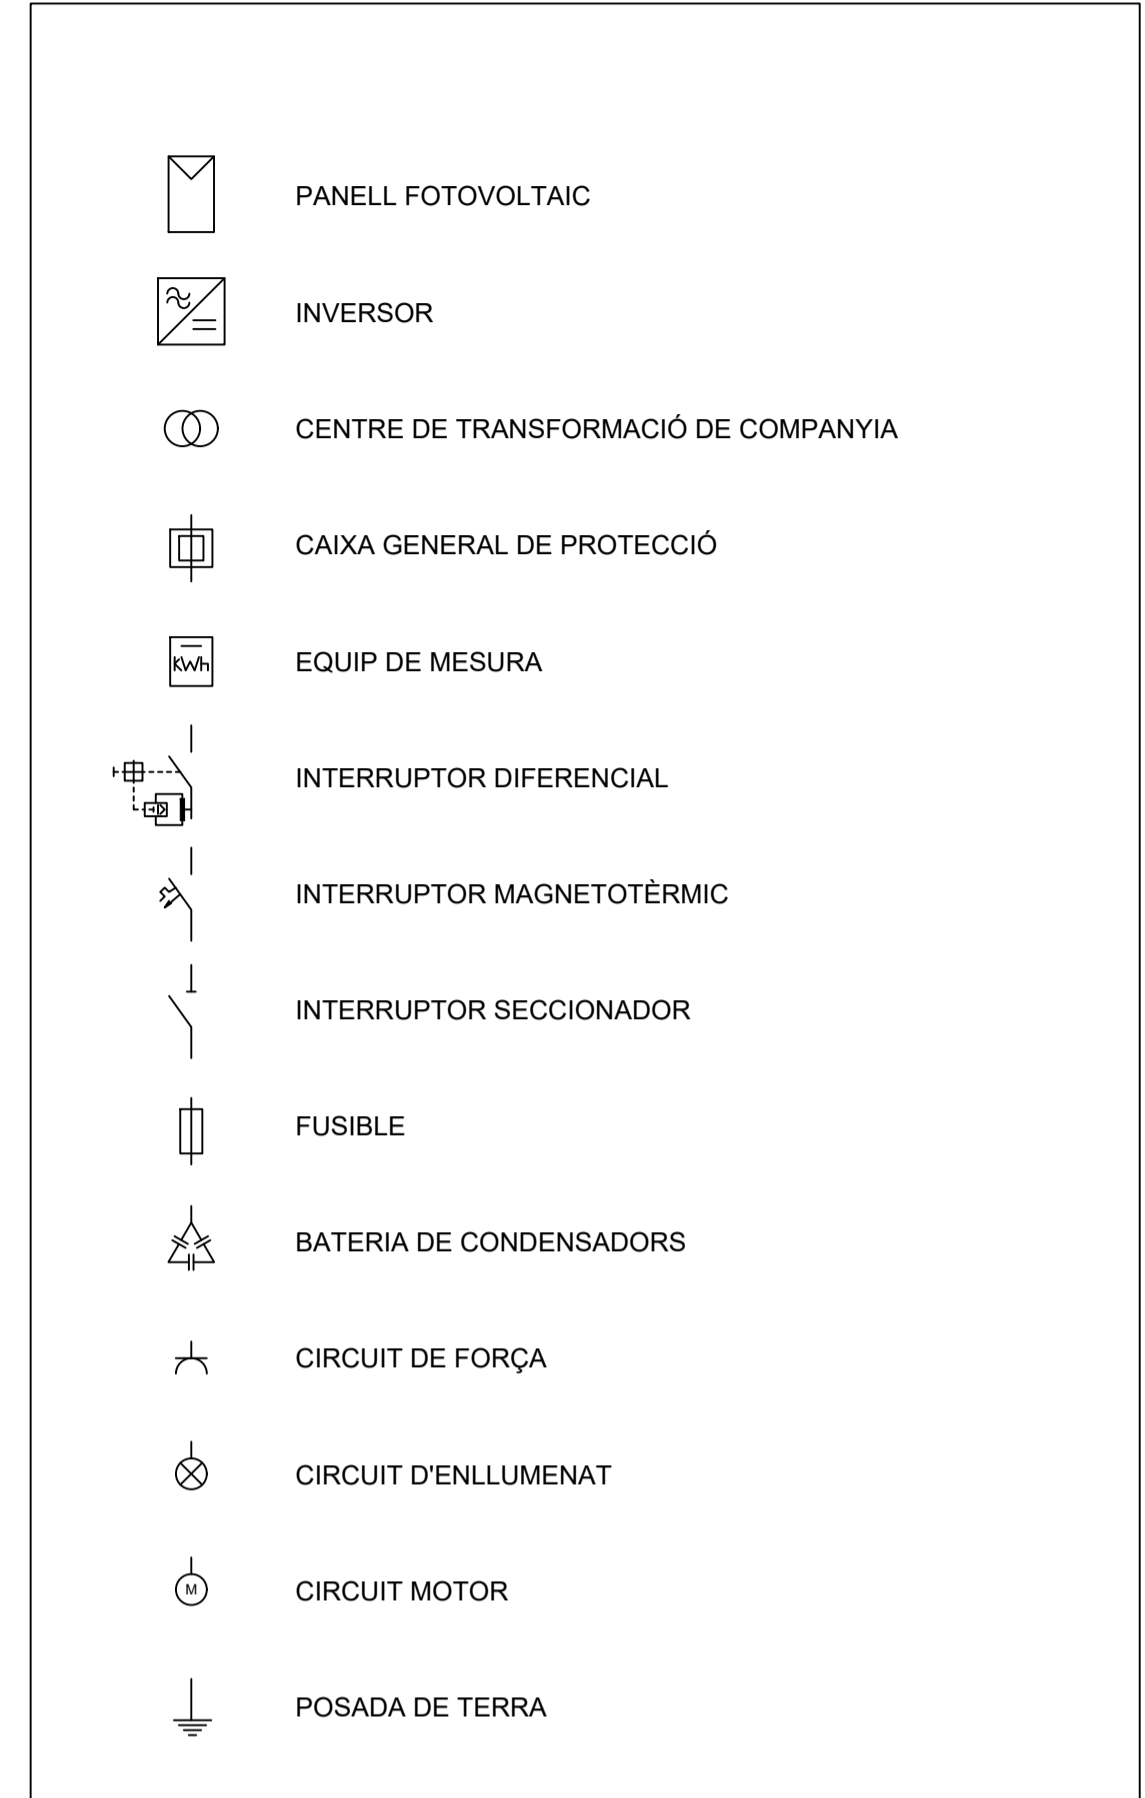 PANELL FOTOVOLTAIC
INVERSOR
CENTRE DE TRANSFORMACIÓ DE COMPANYIA
CAIXA GENERAL DE PROTECCIÓ
KWh
EQUIP DE MESURA
INTERRUPTOR DIFERENCIAL
INTERRUPTOR MAGNETOTÈRMIC
INTERRUPTOR SECCIONADOR
FUSIBLE
BATERIA DE CONDENSADORS
CIRCUIT DE FORÇA
CIRCUIT D'ENLLUMENAT
M
CIRCUIT MOTOR
POSADA DE TERRA